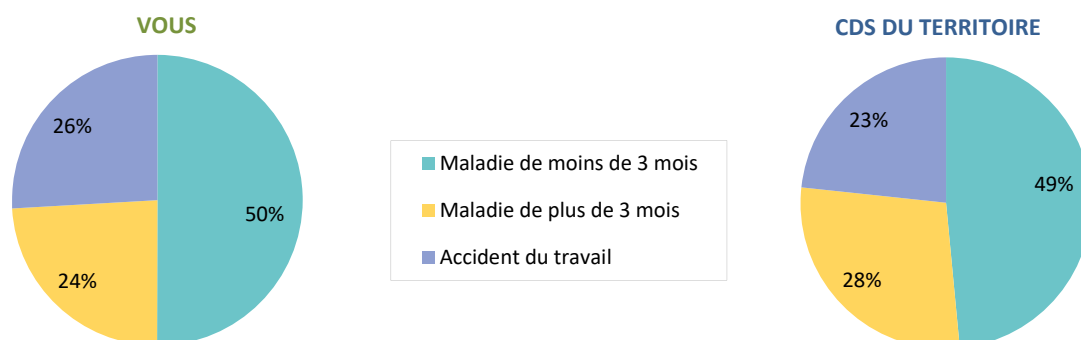 VOUS
26%
50%
24%
Maladie de moins de 3 mois
Maladie de plus de 3 mois
Accident du travail
CDS DU TERRITOIRE
23%
49%
28%